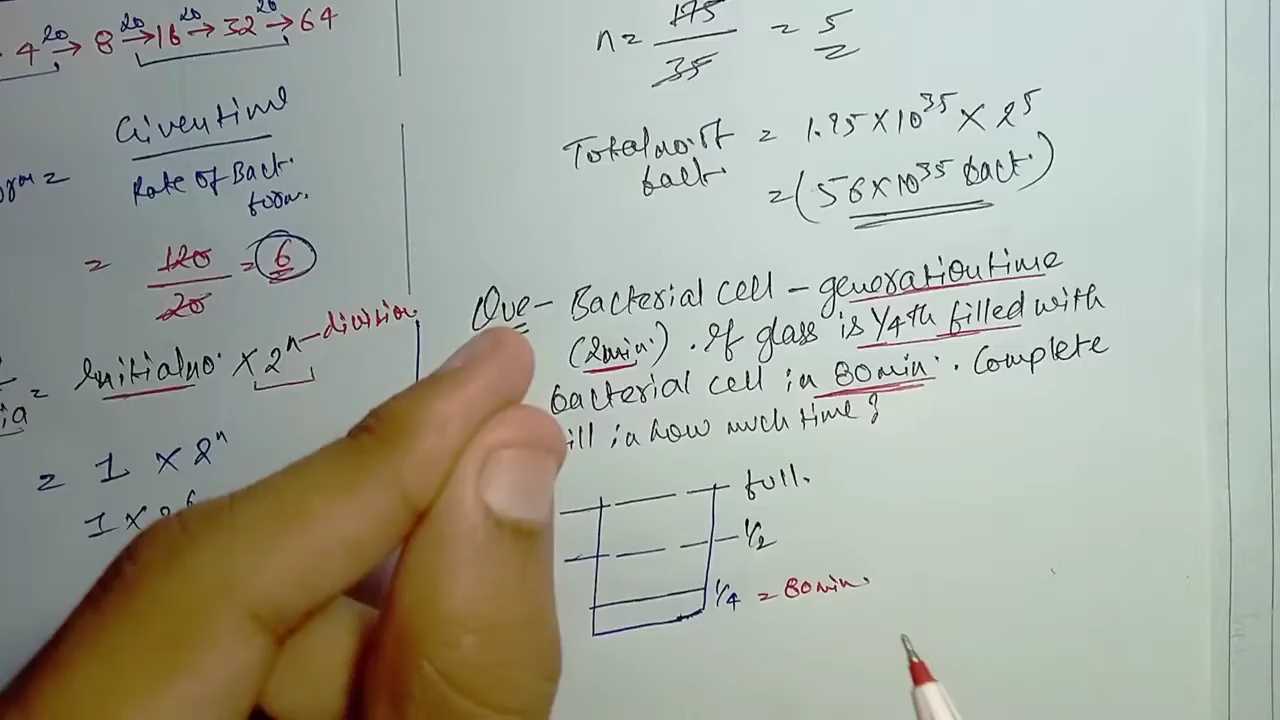 4 20→ 8 20→ 16 20→ 32 20→ 64
Given time
Rate of Bact.
form.
= 120/20 = 6
= Initial no. × 2ⁿ – division
= 1 × 2ⁿ
1 × 2⁶
n = 175/35 = 5
Total no. of bact. = 1.75×10³⁵ × 2⁵
= (56×10³⁵ bact.)
Que – Bacterial cell – generation time
(2min). If glass is 1/4th filled with
bacterial cell in 80min. Complete
ill in how much time?
full.
1/2
1/4 = 80min.